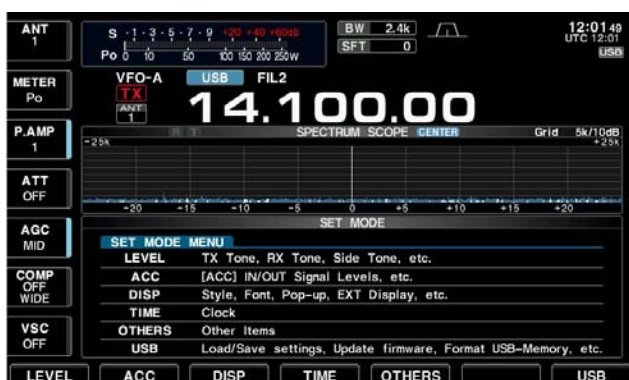 ANT
1
S ·1·3·5·7·9 +20 +40 +60dB
Po 0 10 50 100 150 200 250W
BW 2.4k
SFT 0
12:01 49
UTC 12:01
USB
METER
Po
VFO-A USB FIL2
TX
ANT
1
14.100.00
P.AMP
1
SPECTRUM SCOPE CENTER Grid 5k/10dB
-25k +25k
ATT
OFF
-20 -15 -10 -5 0 +5 +10 +15 +20
AGC
MID
SET MODE
SET MODE MENU
LEVEL TX Tone, RX Tone, Side Tone, etc.
ACC [ACC] IN/OUT Signal Levels, etc.
DISP Style, Font, Pop-up, EXT Display, etc.
TIME Clock
OTHERS Other Items
USB Load/Save settings, Update firmware, Format USB-Memory, etc.
COMP
OFF
WIDE
VSC
OFF
LEVEL ACC DISP TIME OTHERS USB